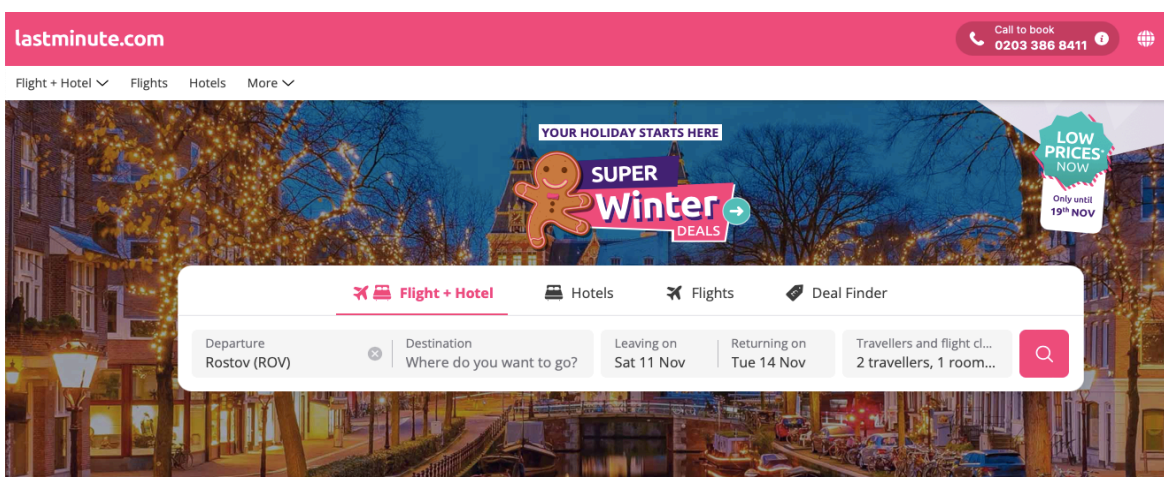 lastminute.com
Call to book
0203 386 8411
Flight + Hotel
Flights
Hotels
More
YOUR HOLIDAY STARTS HERE
SUPER
Winter
DEALS
LOW
PRICES*
NOW
Only until
19th NOV
Flight + Hotel
Hotels
Flights
Deal Finder
Departure
Rostov (ROV)
Destination
Where do you want to go?
Leaving on
Sat 11 Nov
Returning on
Tue 14 Nov
Travellers and flight cl...
2 travellers, 1 room...